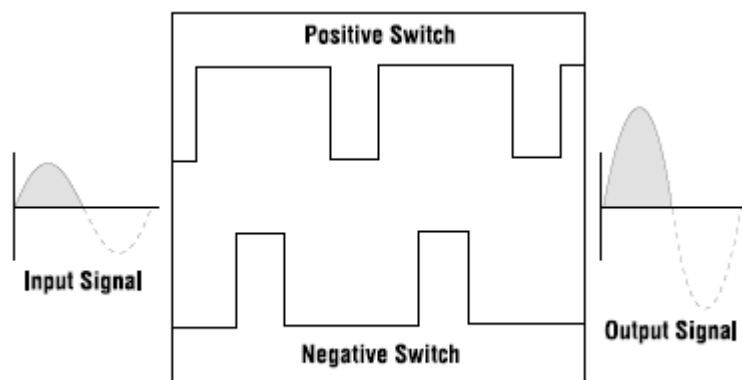 Positive Switch
Input Signal
Output Signal
Negative Switch